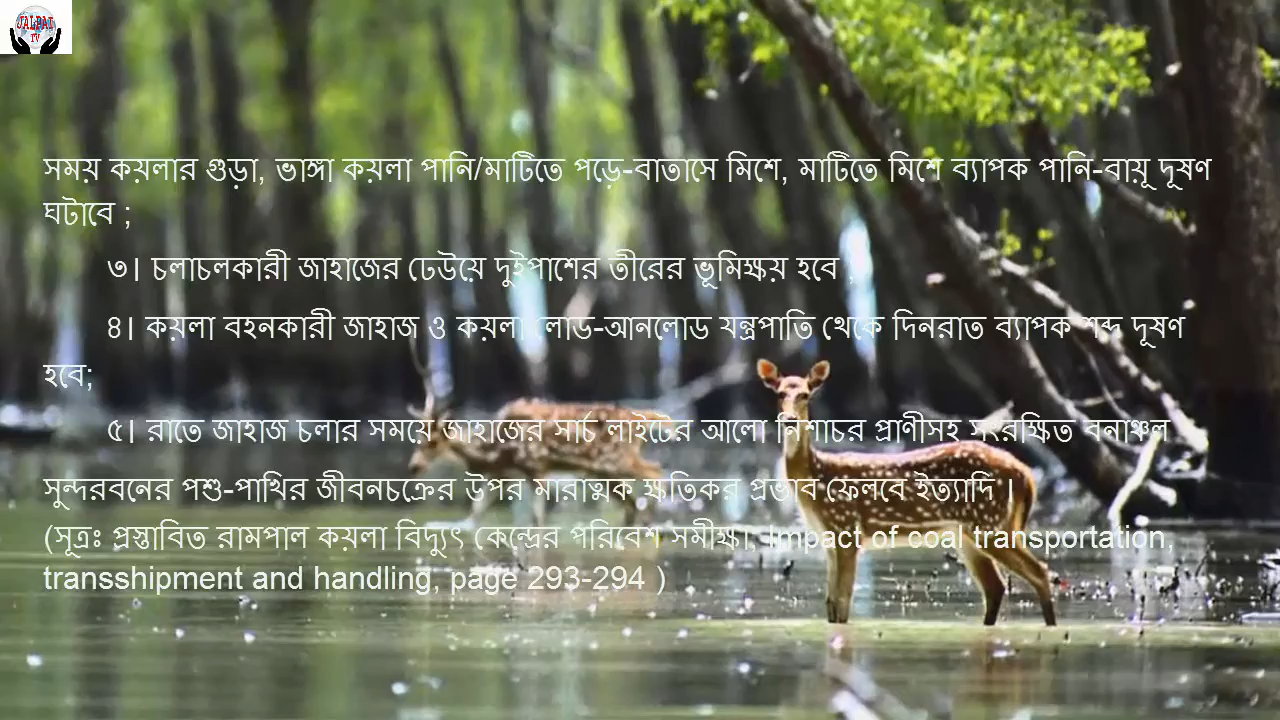 JALPAI
TV
সময় কয়লার গুড়া, ভাঙ্গা কয়লা পানি/মাটিতে পড়ে-বাতাসে মিশে, মাটিতে মিশে ব্যাপক পানি-বায়ূ দূষণ
ঘটাবে ;
৩। চলাচলকারী জাহাজের ঢেউয়ে দুইপাশের তীরের ভূমিক্ষয় হবে ;
৪। কয়লা বহনকারী জাহাজ ও কয়লা লোড-আনলোড যন্ত্রপাতি থেকে দিনরাত ব্যাপক শব্দ দূষণ
হবে;
৫। রাতে জাহাজ চলার সময়ে জাহাজের সার্চ লাইটের আলো নিশাচর প্রাণীসহ সংরক্ষিত বনাঞ্চল
সুন্দরবনের পশু-পাখির জীবনচক্রের উপর মারাত্মক ক্ষতিকর প্রভাব ফেলবে ইত্যাদি ।
(সূত্রঃ প্রস্তাবিত রামপাল কয়লা বিদ্যুৎ কেন্দ্রের পরিবেশ সমীক্ষা, Impact of coal transportation,
transshipment and handling, page 293-294 )